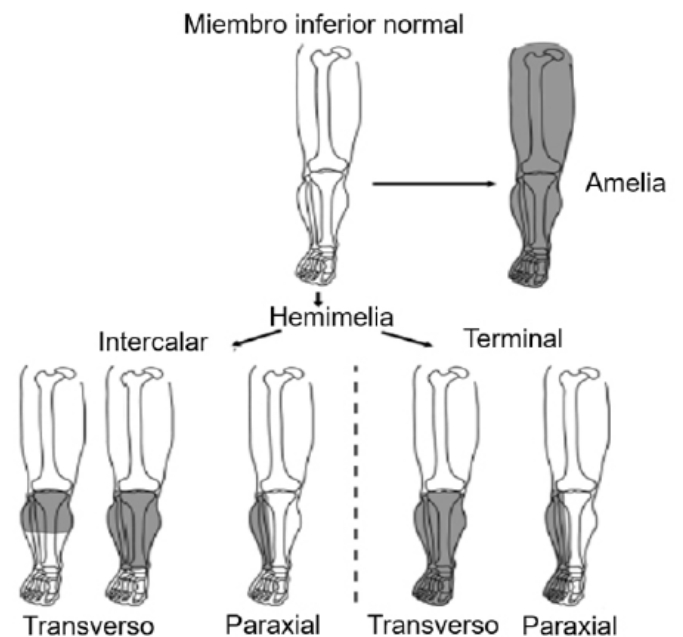 Miembro inferior normal
Amelia
Hemimelia
Intercalar
Terminal
Transverso
Paraxial
Transverso
Paraxial